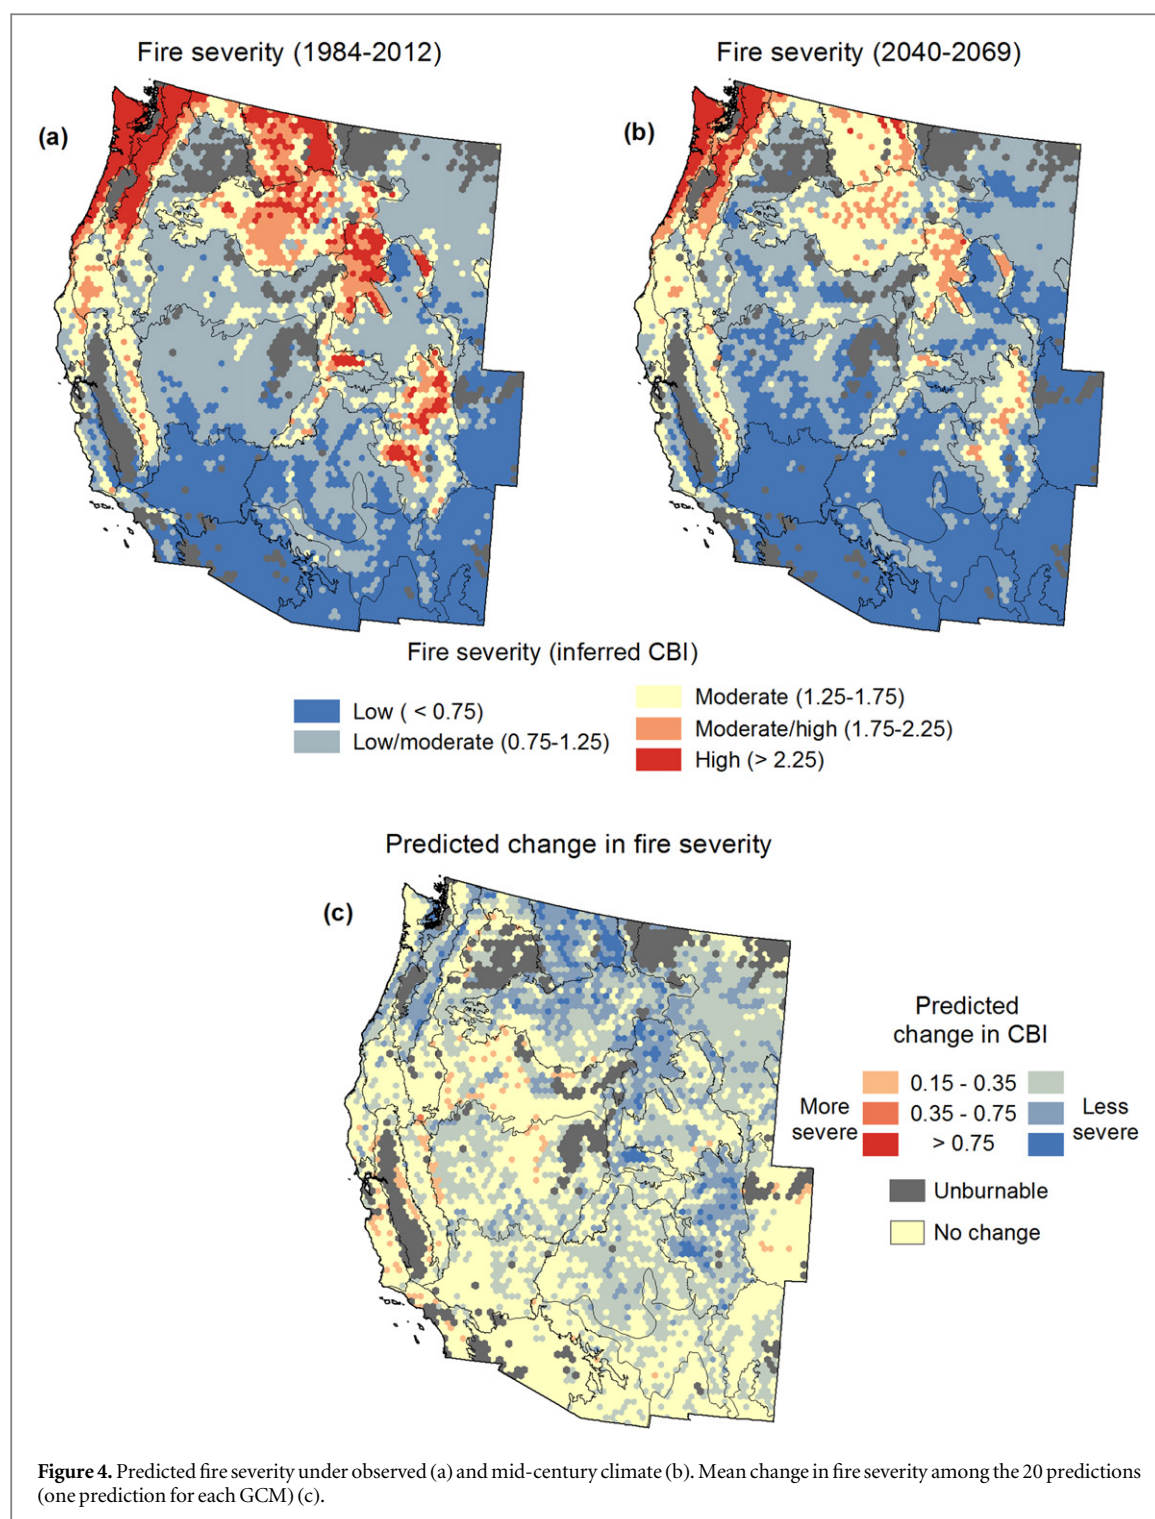 Fire severity (1984-2012)
Fire severity (2040-2069)
(a)
(b)
Fire severity (inferred CBI)
Low ( < 0.75)
Low/moderate (0.75-1.25)
Moderate (1.25-1.75)
Moderate/high (1.75-2.25)
High (> 2.25)
Predicted change in fire severity
(c)
Predicted
change in CBI
More
severe
0.15 - 0.35
0.35 - 0.75
> 0.75
Less
severe
Unburnable
No change
Figure 4. Predicted fire severity under observed (a) and mid-century climate (b). Mean change in fire severity among the 20 predictions
(one prediction for each GCM) (c).